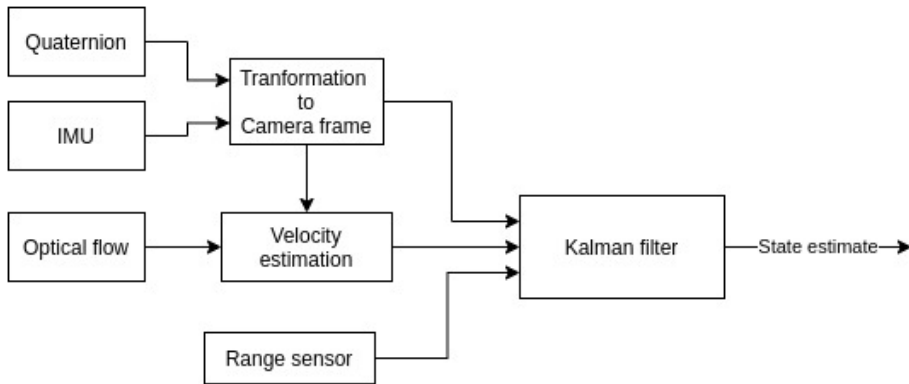 Quaternion
Tranformation
to
Camera frame
IMU
Optical flow
Velocity
estimation
Kalman filter
State estimate
Range sensor